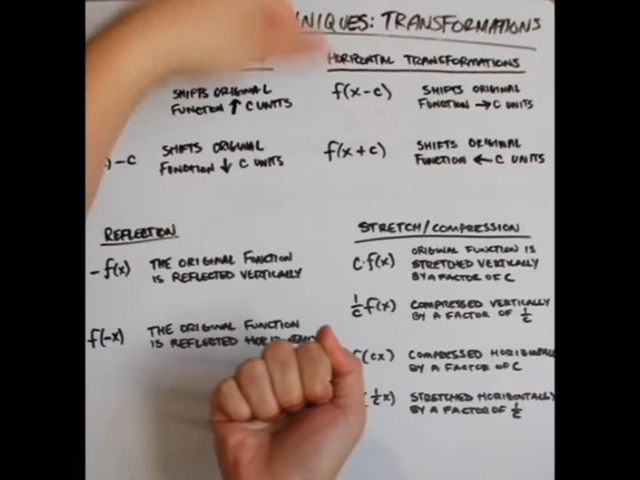 TRANSFORMATIONS
HORIZONTAL TRANSFORMATIONS
SHIFTS ORIGINAL
FUNCTION ↑ C UNITS
f(x-c)
SHIFTS ORIGINAL
FUNCTION → C UNITS
-C
SHIFTS ORIGINAL
FUNCTION ↓ C UNITS
f(x+c)
SHIFTS ORIGINAL
FUNCTION ← C UNITS
REFLECTION
-f(x)
THE ORIGINAL FUNCTION
IS REFLECTED VERTICALLY
f(-x)
THE ORIGINAL FUNCTION
IS REFLECTED
STRETCH/COMPRESSION
c·f(x)
ORIGINAL FUNCTION IS
STRETCHED VERTICALLY
BY A FACTOR OF C
1/c f(x)
COMPRESSED VERTICALLY
BY A FACTOR OF 1/c
(cx)
COMPRESSED
BY A FACTOR OF C
STRETCHED HORIZONTALLY
BY A FACTOR OF 1/c